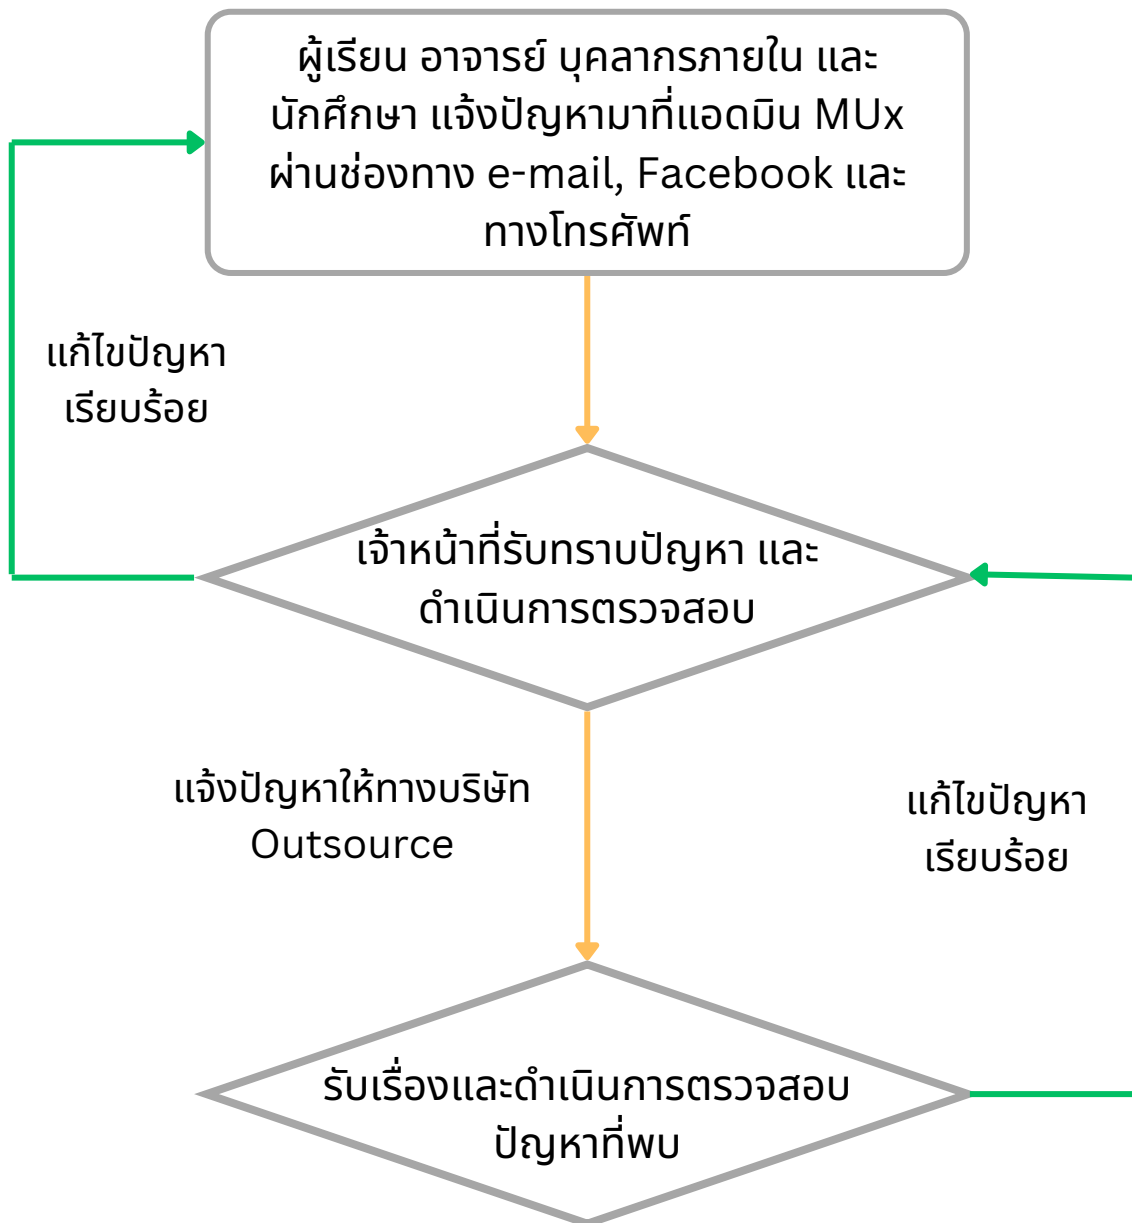 ผู้เรียน อาจารย์ บุคลากรภายใน และ
นักศึกษา แจ้งปัญหามาที่แอดมิน MUx
ผ่านช่องทาง e-mail, Facebook และ
ทางโทรศัพท์
แก้ไขปัญหา
เรียบร้อย
เจ้าหน้าที่รับทราบปัญหา และ
ดำเนินการตรวจสอบ
แจ้งปัญหาให้ทางบริษัท
Outsource
แก้ไขปัญหา
เรียบร้อย
รับเรื่องและดำเนินการตรวจสอบ
ปัญหาที่พบ